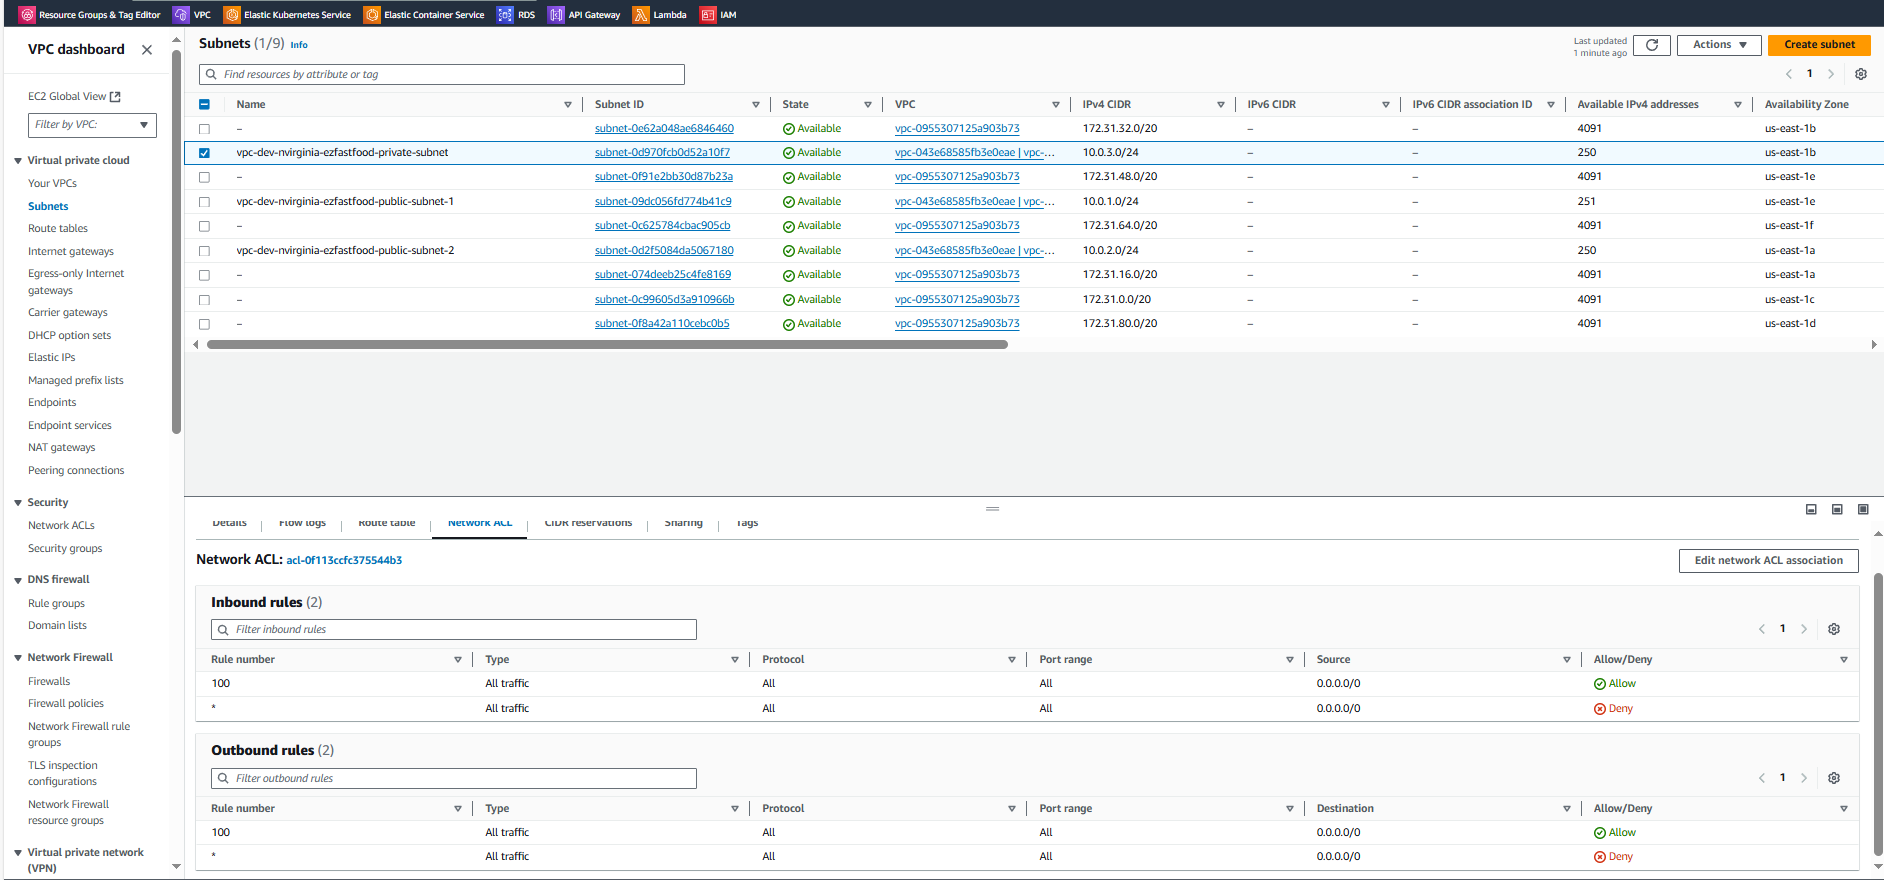 Resource Groups & Tag Editor VPC Elastic Kubernetes Service Elastic Container Service RDS API Gateway Lambda IAM
VPC dashboard
EC2 Global View
Filter by VPC:
Virtual private cloud
Your VPCs
Subnets
Route tables
Internet gateways
Egress-only Internet
gateways
Carrier gateways
DHCP option sets
Elastic IPs
Managed prefix lists
Endpoints
Endpoint services
NAT gateways
Peering connections
Security
Network ACLs
Security groups
DNS firewall
Rule groups
Domain lists
Network Firewall
Firewalls
Firewall policies
Network Firewall rule
groups
TLS inspection
configurations
Network Firewall
resource groups
Virtual private network
(VPN)
Subnets (1/9) Info
Last updated
1 minute ago
Actions
Create subnet
Find resources by attribute or tag
1
Name Subnet ID State VPC IPv4 CIDR IPv6 CIDR IPv6 CIDR association ID Available IPv4 addresses Availability Zone
– subnet-0e62a048ae6846460 Available vpc-0955307125a903b73 172.31.32.0/20 – – 4091 us-east-1b
vpc-dev-nvirginia-ezfastfood-private-subnet subnet-0d970fcb0d52a10f7 Available vpc-043e68585fb3e0eae | vpc-... 10.0.3.0/24 – – 250 us-east-1b
– subnet-0f91e2bb30d87b23a Available vpc-0955307125a903b73 172.31.48.0/20 – – 4091 us-east-1e
vpc-dev-nvirginia-ezfastfood-public-subnet-1 subnet-09dc056fd774b41c9 Available vpc-043e68585fb3e0eae | vpc-... 10.0.1.0/24 – – 251 us-east-1e
– subnet-0c625784cbac905cb Available vpc-0955307125a903b73 172.31.64.0/20 – – 4091 us-east-1f
vpc-dev-nvirginia-ezfastfood-public-subnet-2 subnet-0d2f5084da5067180 Available vpc-043e68585fb3e0eae | vpc-... 10.0.2.0/24 – – 250 us-east-1a
– subnet-074deeb25c4fe8169 Available vpc-0955307125a903b73 172.31.16.0/20 – – 4091 us-east-1a
– subnet-0c99605d3a910966b Available vpc-0955307125a903b73 172.31.0.0/20 – – 4091 us-east-1c
– subnet-0f8a42a110cebc0b5 Available vpc-0955307125a903b73 172.31.80.0/20 – – 4091 us-east-1d
Details Flow logs Route table Network ACL CIDR reservations Sharing Tags
Network ACL: acl-0f113ccfc375544b3
Edit network ACL association
Inbound rules (2)
Filter inbound rules
1
Rule number Type Protocol Port range Source Allow/Deny
100 All traffic All All 0.0.0.0/0 Allow
* All traffic All All 0.0.0.0/0 Deny
Outbound rules (2)
Filter outbound rules
1
Rule number Type Protocol Port range Destination Allow/Deny
100 All traffic All All 0.0.0.0/0 Allow
* All traffic All All 0.0.0.0/0 Deny